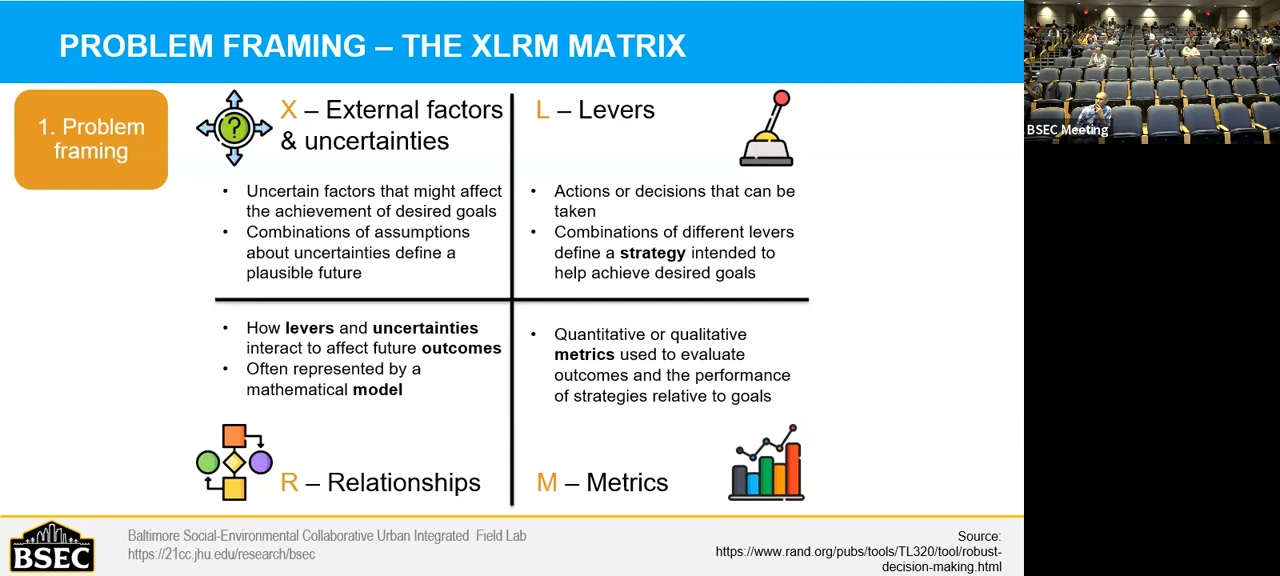 PROBLEM FRAMING – THE XLRM MATRIX
1. Problem
framing
X – External factors
& uncertainties
• Uncertain factors that might affect
the achievement of desired goals
• Combinations of assumptions
about uncertainties define a
plausible future
L – Levers
• Actions or decisions that can be
taken
• Combinations of different levers
define a strategy intended to
help achieve desired goals
• How levers and uncertainties
interact to affect future outcomes
• Often represented by a
mathematical model
R – Relationships
• Quantitative or qualitative
metrics used to evaluate
outcomes and the performance
of strategies relative to goals
M – Metrics
BSEC
Baltimore Social-Environmental Collaborative Urban Integrated Field Lab
https://21cc.jhu.edu/research/bsec
Source:
https://www.rand.org/pubs/tools/TL320/tool/robust-
decision-making.html
BSEC Meeting
?